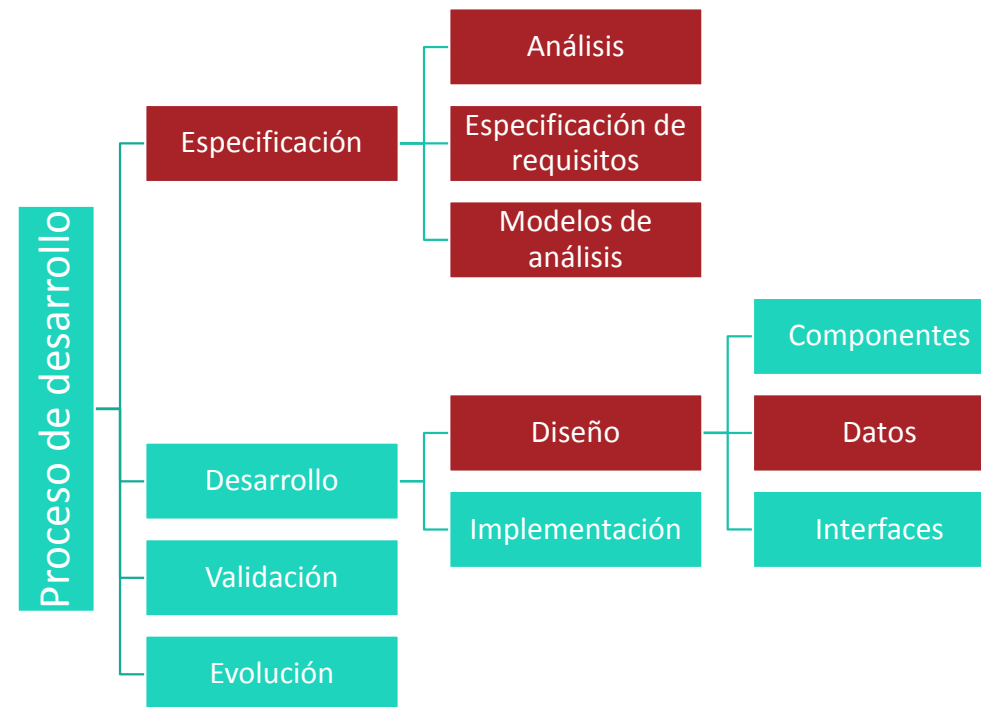 Proceso de desarrollo
Especificación
Análisis
Especificación de
requisitos
Modelos de
análisis
Desarrollo
Diseño
Componentes
Datos
Interfaces
Implementación
Validación
Evolución